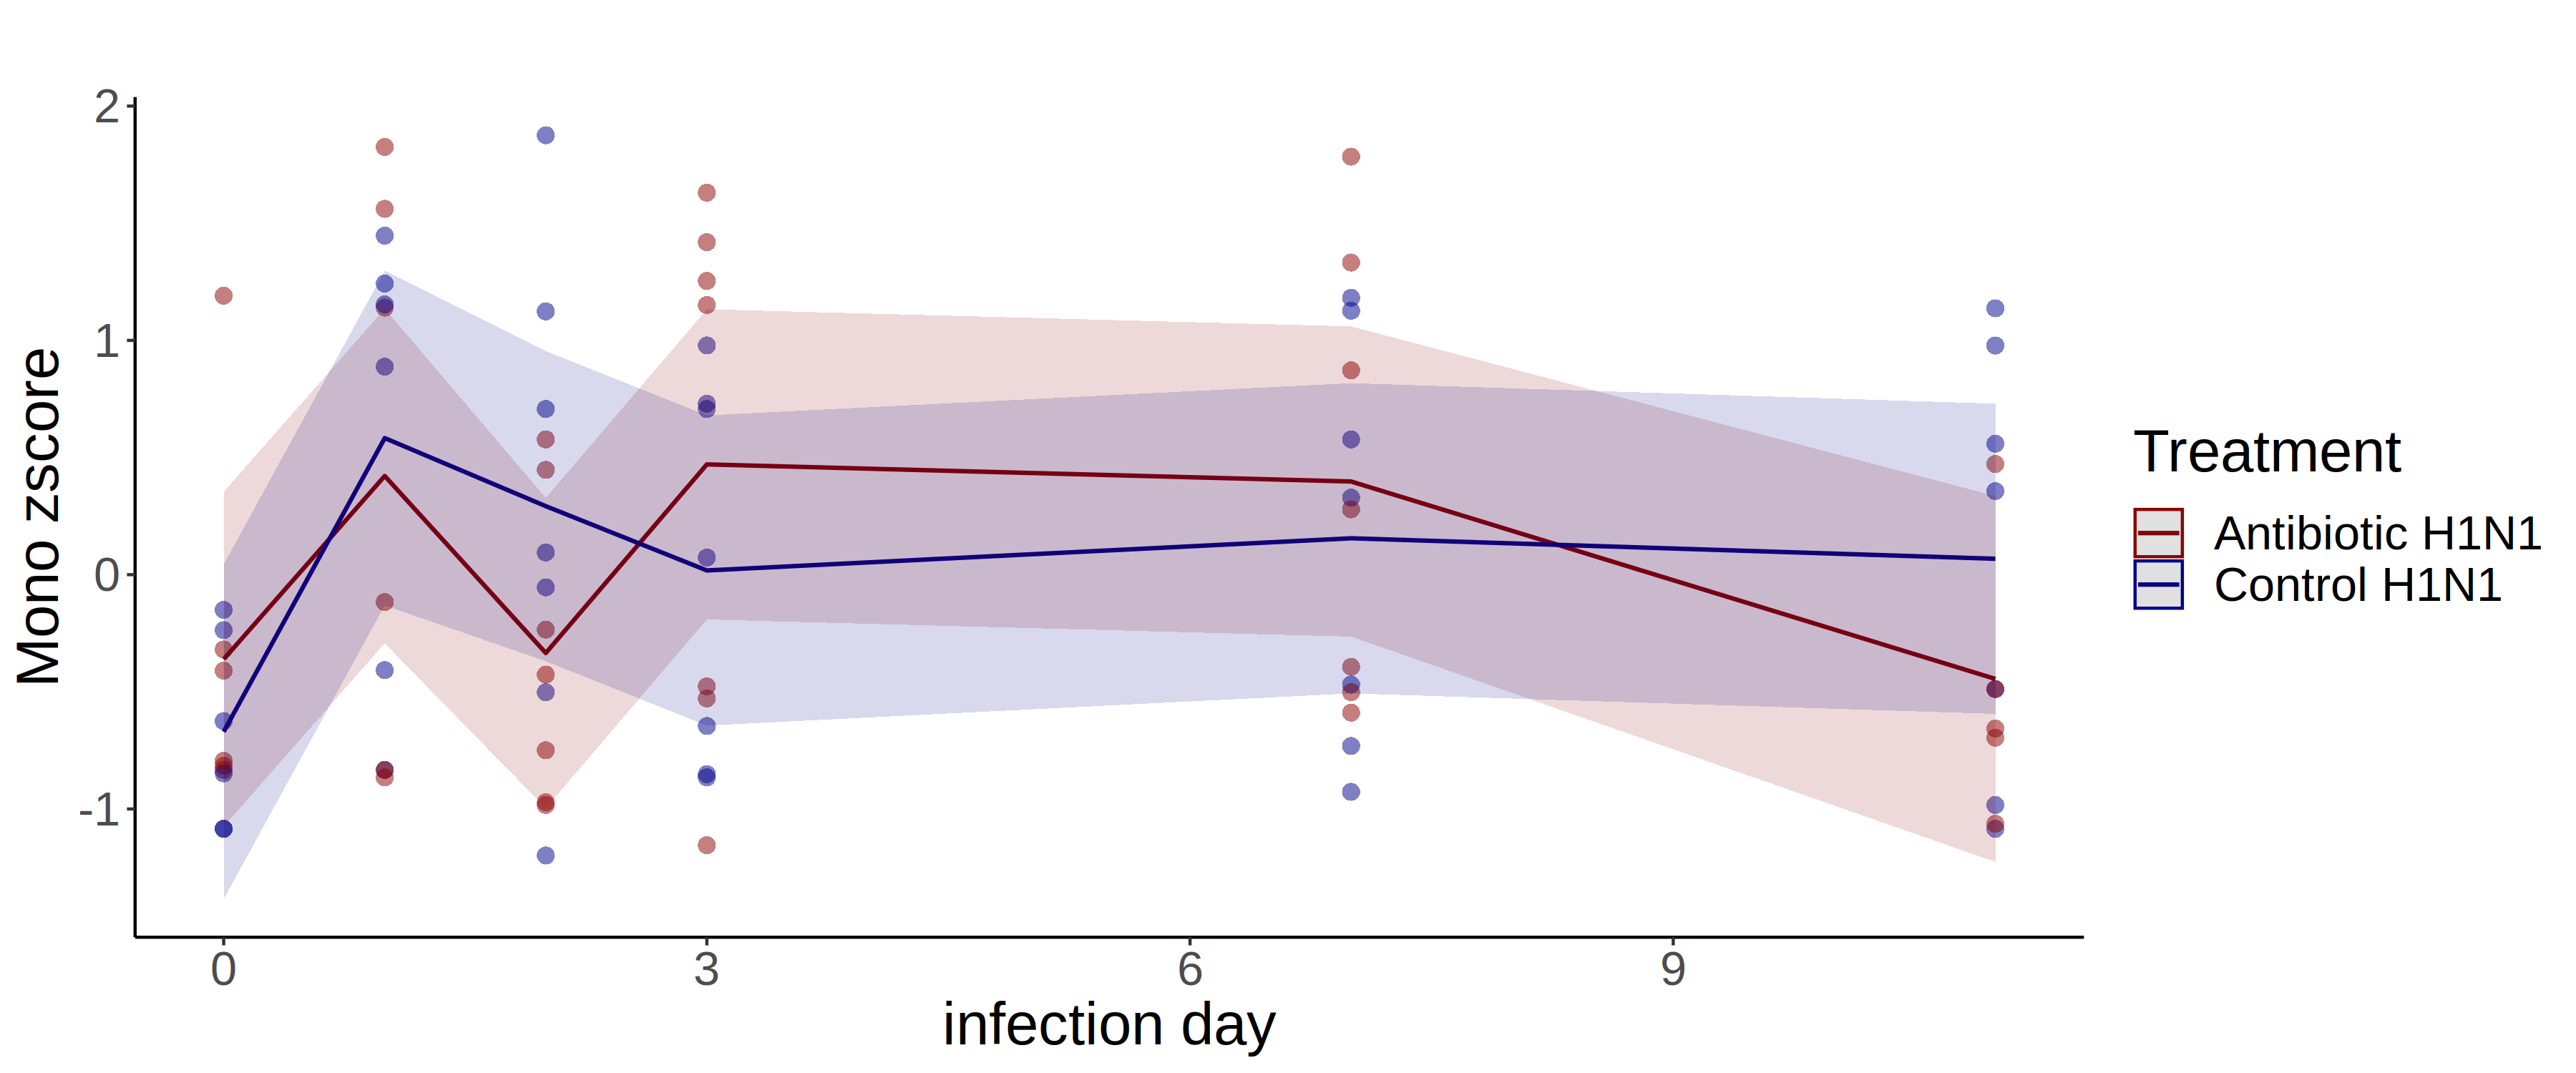 2
1
0
-1
Mono zscore
0 3 6 9
infection day
Treatment
Antibiotic H1N1
Control H1N1